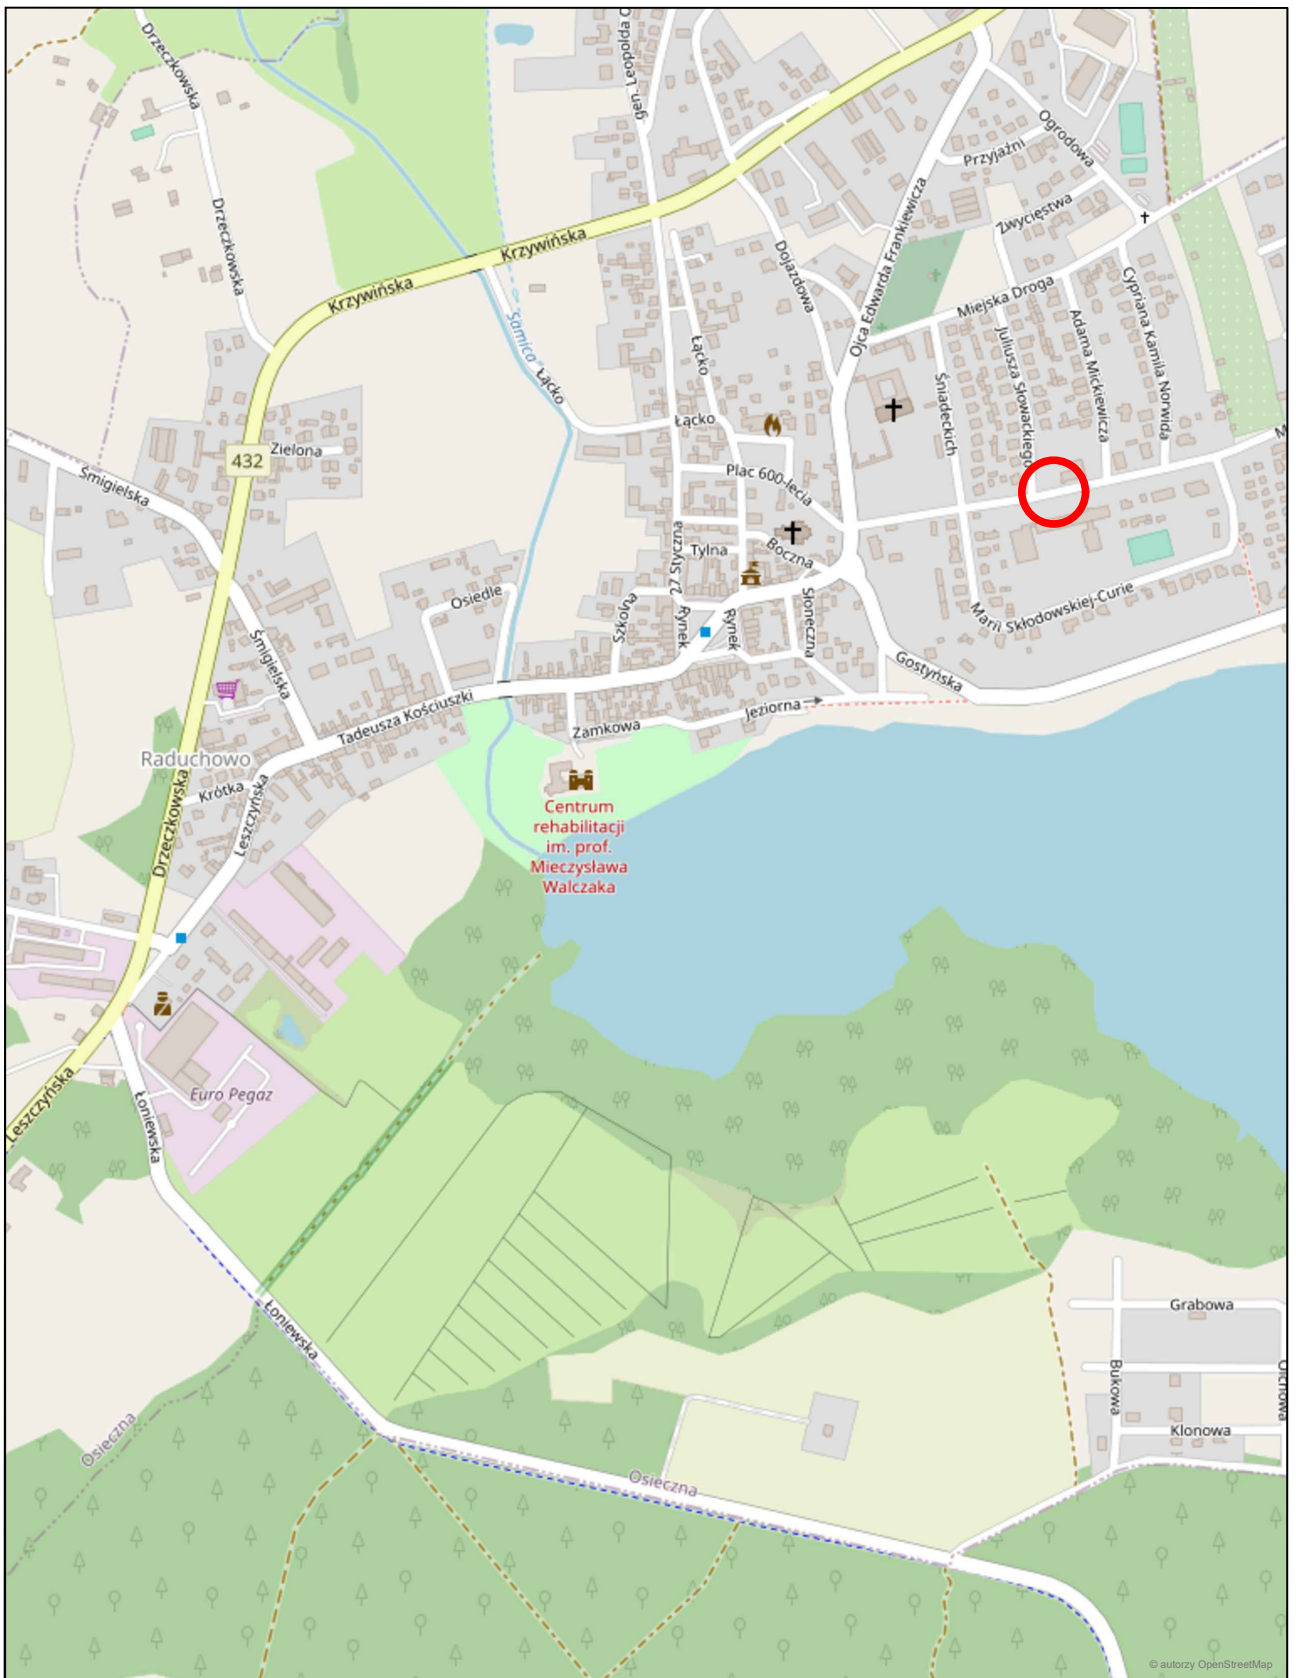 Drzeczkowska
gen. Leopolda O
Ogrodowa
Przyjaźni
Drzeczkowska
Krzywińska
Krzywińska
Zwycięstwa
Ojca Edwarda Frankiewicza
Dojazdowa
Miejska Droga
Cypriana Kamila Norwida
Adama Mickiewicza
Juliusza Słowackiego
Śniadeckich
"Samica"
Łącko
Łącko
Łącko
Zielona
432
Śmigielska
Plac 600-lecia
27 Stycznia
Tylna
Boczna
Osiedle
Szkolna
Rynek
Rynek
Słoneczna
Marii Skłodowskiej-Curie
Śmigielska
Gostyńska
Tadeusza Kościuszki
Zamkowa
Jeziorna
Raduchowo
Krótka
Leszczyńska
Drzeczkowska
Centrum
rehabilitacji
im. prof.
Mieczysława
Walczaka
Euro Pegaz
Leszczyńska
Łoniewska
Łoniewska
Grabowa
Bukowa
Olchowa
Klonowa
Osieczna
Osieczna
© autorzy OpenStreetMap